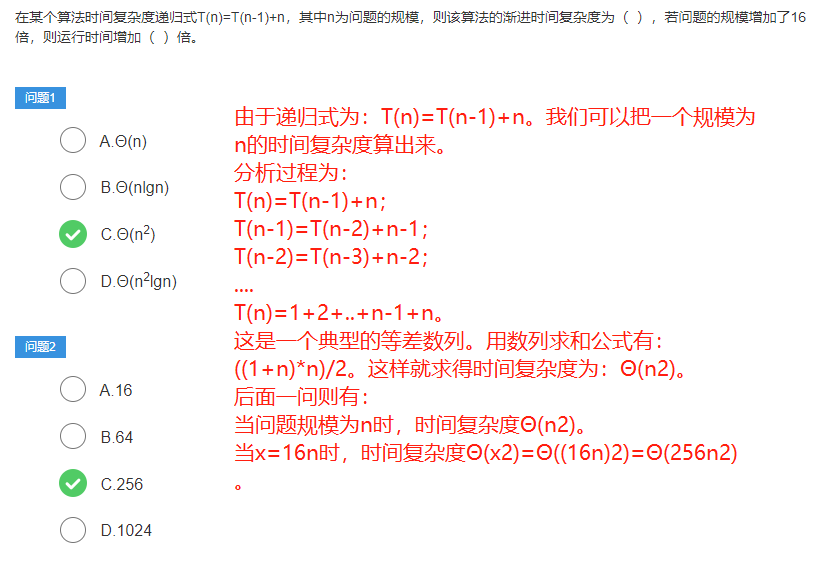 在某个算法时间复杂度递归式T(n)=T(n-1)+n，其中n为问题的规模，则该算法的渐进时间复杂度为（ ），若问题的规模增加了16
倍，则运行时间增加（ ）倍。
问题1
A.Θ(n)
B.Θ(nlgn)
C.Θ(n²)
D.Θ(n²lgn)
问题2
A.16
B.64
C.256
D.1024
由于递归式为：T(n)=T(n-1)+n。我们可以把一个规模为
n的时间复杂度算出来。
分析过程为：
T(n)=T(n-1)+n；
T(n-1)=T(n-2)+n-1；
T(n-2)=T(n-3)+n-2；
....
T(n)=1+2+..+n-1+n。
这是一个典型的等差数列。用数列求和公式有：
((1+n)*n)/2。这样就求得时间复杂度为：Θ(n2)。
后面一问则有：
当问题规模为n时，时间复杂度Θ(n2)。
当x=16n时，时间复杂度Θ(x2)=Θ((16n)2)=Θ(256n2)
。